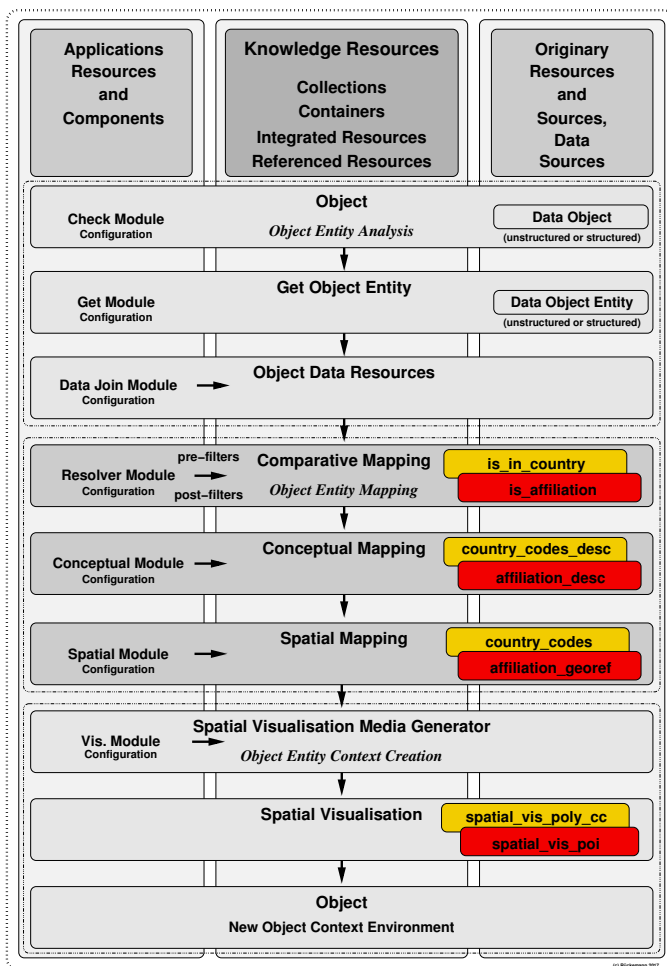 Applications
Resources
and
Components
Knowledge Resources
Collections
Containers
Integrated Resources
Referenced Resources
Originary
Resources
and
Sources,
Data
Sources
Object
Check Module
Configuration
Object Entity Analysis
Data Object
(unstructured or structured)
Get Object Entity
Get Module
Configuration
Data Object Entity
(unstructured or structured)
Object Data Resources
Data Join Module
Configuration
pre−filters
Comparative Mapping
is_in_country
Resolver Module
Configuration
post−filters
Object Entity Mapping
is_affiliation
Conceptual Mapping
country_codes_desc
Conceptual Module
Configuration
affiliation_desc
Spatial Mapping
country_codes
Spatial Module
Configuration
affiliation_georef
Spatial Visualisation Media Generator
Vis. Module
Configuration
Object Entity Context Creation
Spatial Visualisation
spatial_vis_poly_cc
spatial_vis_poi
Object
New Object Context Environment